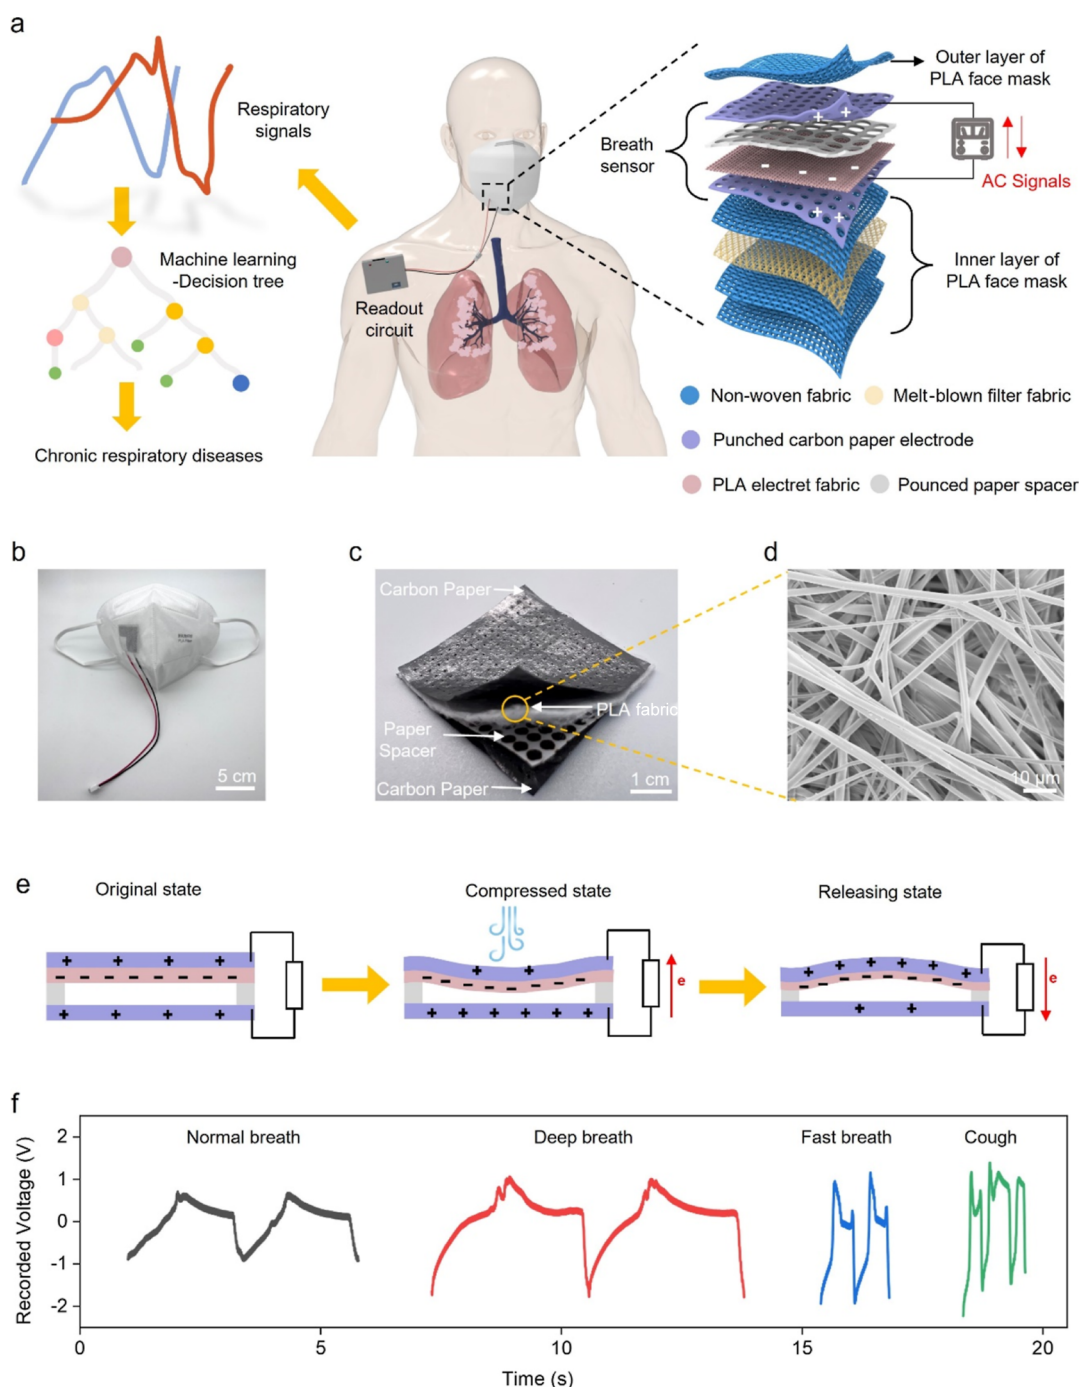 a
Respiratory
signals
Machine learning
-Decision tree
Chronic respiratory diseases
Readout
circuit
Breath
sensor
Outer layer of
PLA face mask
AC Signals
Inner layer of
PLA face mask
Non-woven fabric
Melt-blown filter fabric
Punched carbon paper electrode
PLA electret fabric
Pounced paper spacer
b
5 cm
c
Carbon Paper
PLA fabric
Paper
Spacer
Carbon Paper
1 cm
d
10 µm
e
Original state
Compressed state
Releasing state
e
e
f
Recorded Voltage (V)
2
1
0
-1
-2
Normal breath
Deep breath
Fast breath
Cough
0
5
10
15
20
Time (s)